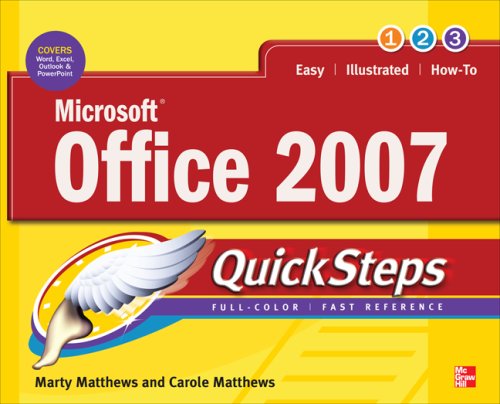 COVERS
Word, Excel,
Outlook &
PowerPoint
1 2 3
Easy | Illustrated | How-To
Microsoft®
Office 2007
QuickSteps
FULL-COLOR | FAST REFERENCE
Marty Matthews and Carole Matthews
Mc
Graw
Hill